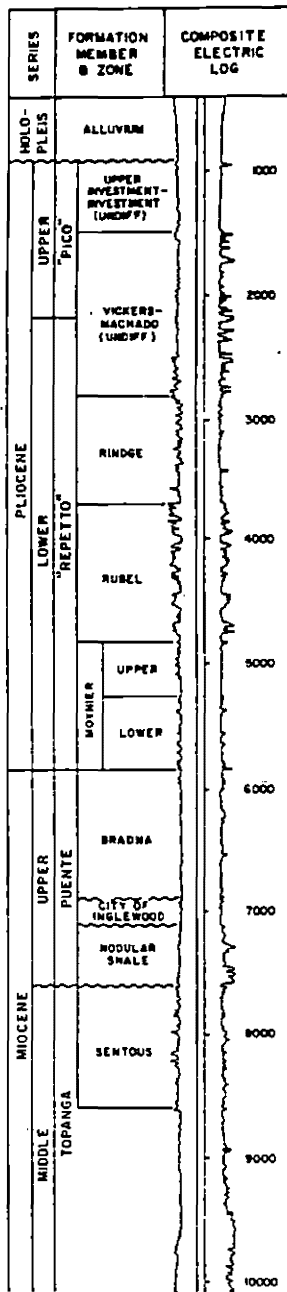 SERIES
FORMATION
MEMBER
& ZONE
COMPOSITE
ELECTRIC
LOG
HOLO-
PLEIS
ALLUVIUM
PLIOCENE
UPPER
"PICO"
UPPER
INVESTMENT-
INVESTMENT
(UNDIFF)
VICKERS-
MACHADO
(UNDIFF)
LOWER
"REPETTO"
RINDGE
RUBEL
MOYNIER
UPPER
LOWER
MIOCENE
UPPER
PUENTE
BRADNA
CITY OF
INGLEWOOD
NODULAR
SHALE
MIDDLE
TOPANGA
SENTOUS
1000
2000
3000
4000
5000
6000
7000
8000
9000
10000